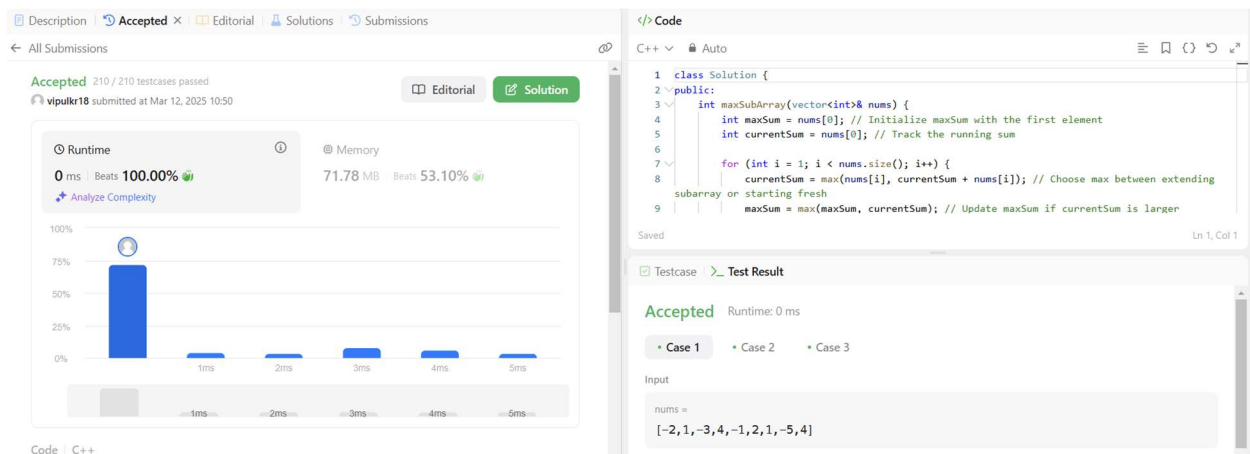 Description
Accepted ×
Editorial
Solutions
Submissions
← All Submissions
Accepted 210 / 210 testcases passed
vipulkr18 submitted at Mar 12, 2025 10:50
Editorial
Solution
Runtime
0 ms | Beats 100.00%
Analyze Complexity
Memory
71.78 MB Beats 53.10%
100%
75%
50%
25%
0%
1ms 2ms 3ms 4ms 5ms
1ms 2ms 3ms 4ms 5ms
Code | C++
</> Code
C++ Auto
1 class Solution {
2 public:
3 int maxSubArray(vector<int>& nums) {
4 int maxSum = nums[0]; // Initialize maxSum with the first element
5 int currentSum = nums[0]; // Track the running sum
6
7 for (int i = 1; i < nums.size(); i++) {
8 currentSum = max(nums[i], currentSum + nums[i]); // Choose max between extending
subarray or starting fresh
9 maxSum = max(maxSum, currentSum); // Update maxSum if currentSum is larger
Saved
Ln 1, Col 1
Testcase | >_ Test Result
Accepted Runtime: 0 ms
• Case 1 • Case 2 • Case 3
Input
nums =
[-2,1,-3,4,-1,2,1,-5,4]